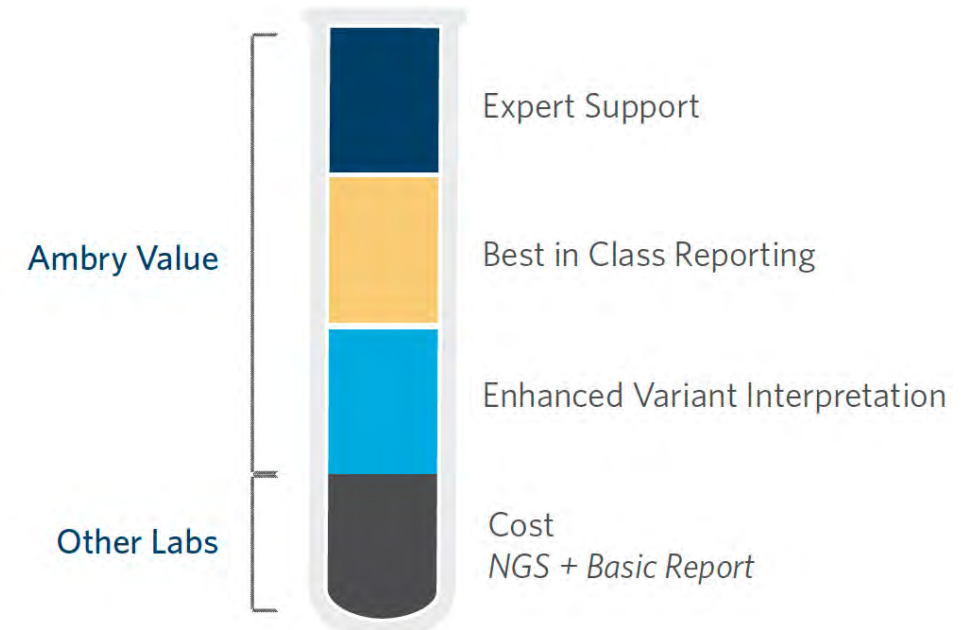 Expert Support
Ambry Value
Best in Class Reporting
Enhanced Variant Interpretation
Other Labs
Cost
NGS + Basic Report